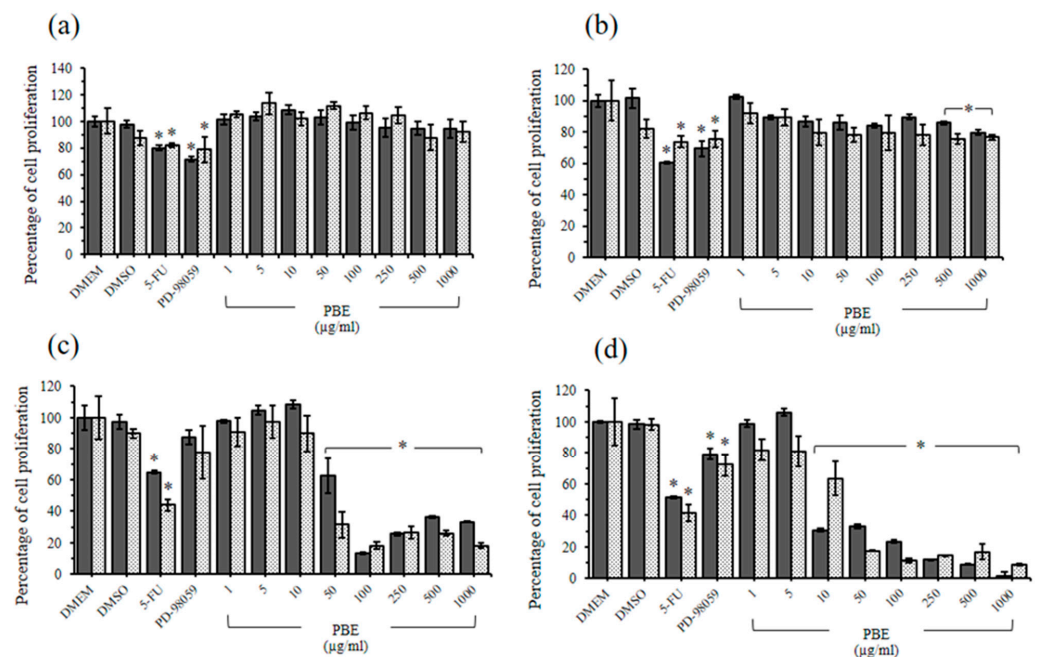 (a)
Percentage of cell proliferation
140
120
100
80
60
40
20
0
* * * *
DMEM DMSO 5-FU PD-98059 1 5 10 50 100 250 500 1000
PBE
(µg/ml)
(b)
Percentage of cell proliferation
120
100
80
60
40
20
0
* * * * *
DMEM DMSO 5-FU PD-98059 1 5 10 50 100 250 500 1000
PBE
(µg/ml)
(c)
Percentage of cell proliferation
120
100
80
60
40
20
0
* * *
DMEM DMSO 5-FU PD-98059 1 5 10 50 100 250 500 1000
PBE
(µg/ml)
(d)
Percentage of cell proliferation
120
100
80
60
40
20
0
* * * * *
DMEM DMSO 5-FU PD-98059 1 5 10 50 100 250 500 1000
PBE
(µg/ml)